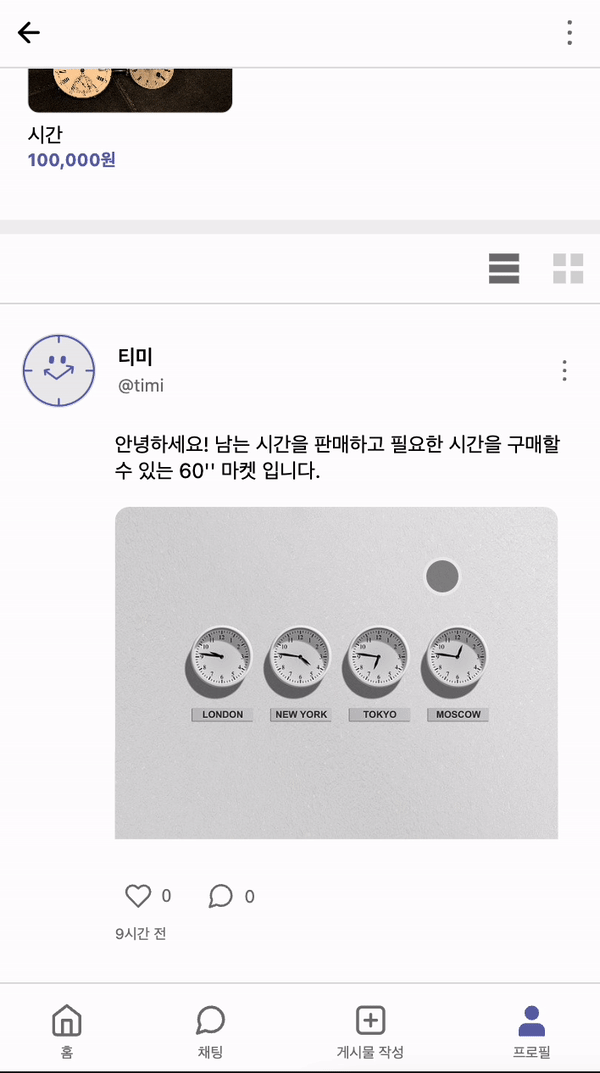 시간
100,000원
티미
@timi
안녕하세요! 남는 시간을 판매하고 필요한 시간을 구매할
수 있는 60'' 마켓 입니다.
LONDON
NEW YORK
TOKYO
MOSCOW
0
0
9시간 전
홈
채팅
게시물 작성
프로필